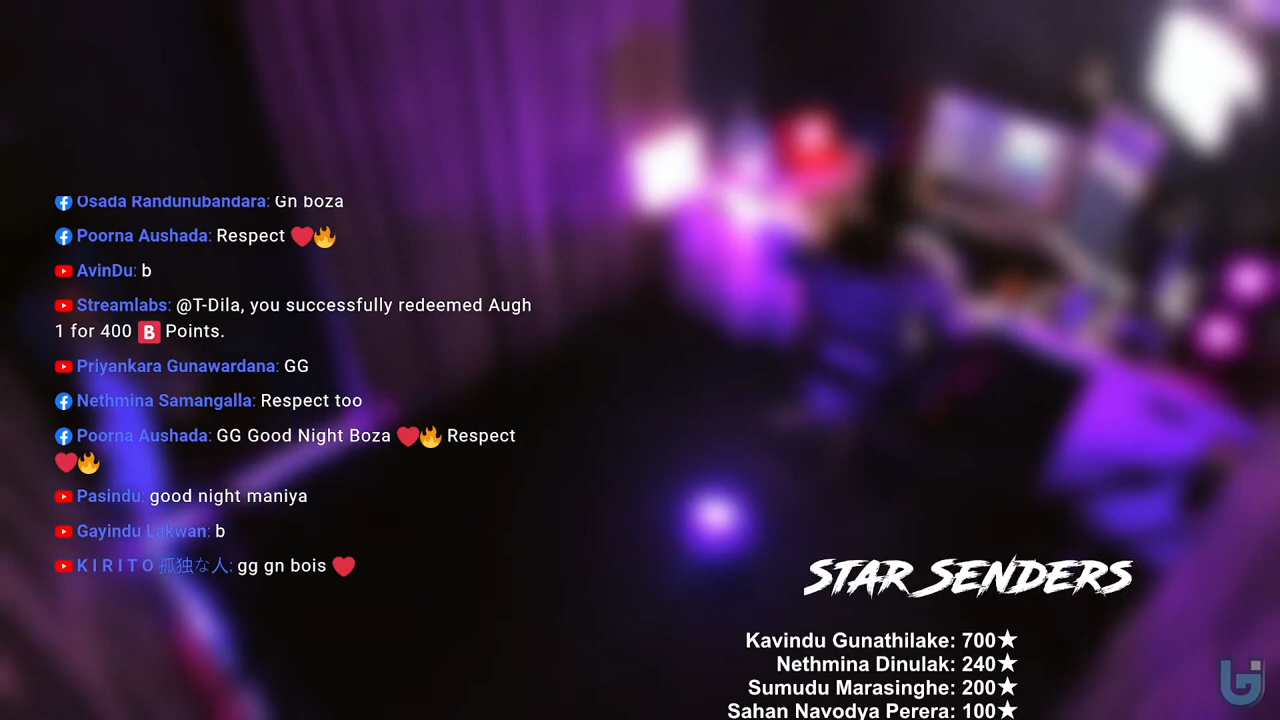 Osada Randunubandara: Gn boza
Poorna Aushada: Respect ❤️🔥
AvinDu: b
Streamlabs: @T-Dila, you successfully redeemed Augh
1 for 400 B Points.
Priyankara Gunawardana: GG
Nethmina Samangalla: Respect too
Poorna Aushada: GG Good Night Boza ❤️🔥 Respect
❤️🔥
Pasindu: good night maniya
Gayindu Lakwan: b
K I R I T O 孤独な人: gg gn bois ❤️
STAR SENDERS
Kavindu Gunathilake: 700★
Nethmina Dinulak: 240★
Sumudu Marasinghe: 200★
Sahan Navodya Perera: 100★